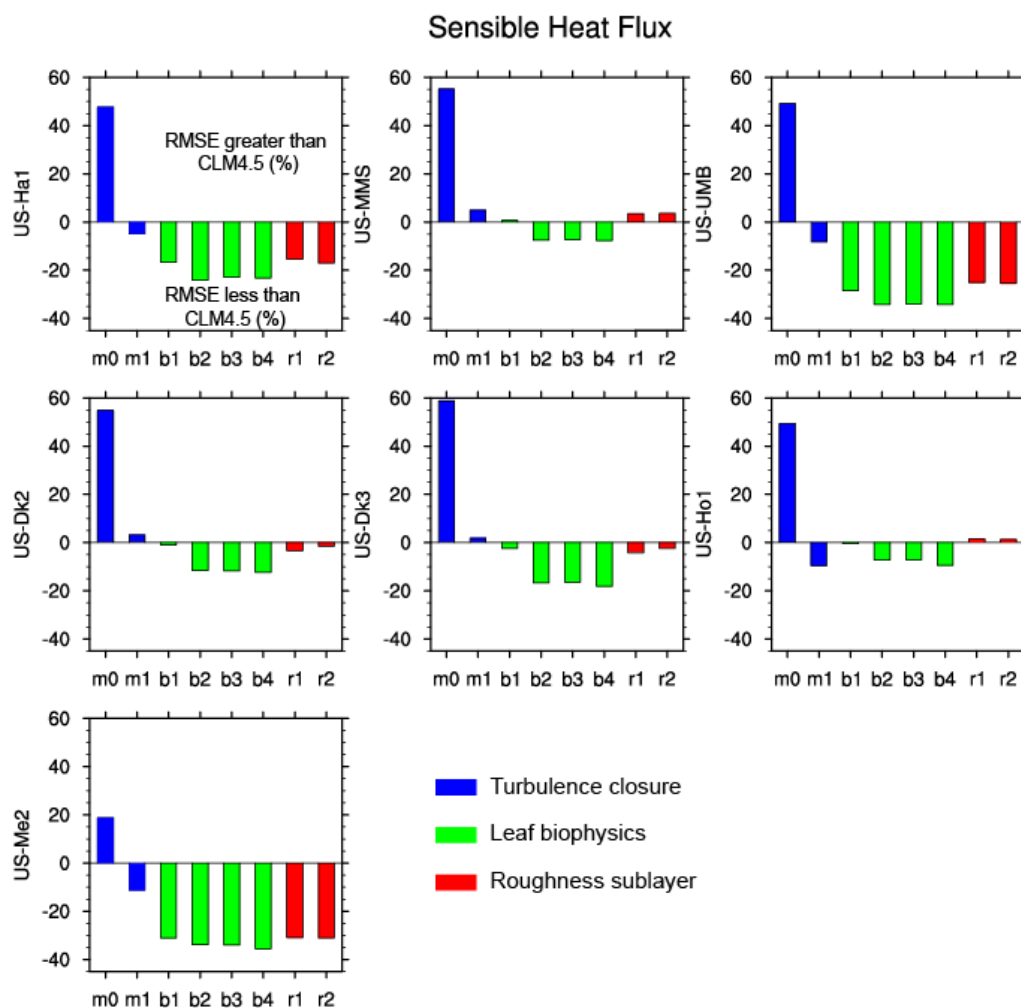 Sensible Heat Flux
US-Ha1
60
40
20
0
-20
-40
RMSE greater than
CLM4.5 (%)
RMSE less than
CLM4.5 (%)
m0 m1 b1 b2 b3 b4 r1 r2
US-MMS
60
40
20
0
-20
-40
m0 m1 b1 b2 b3 b4 r1 r2
US-UMB
60
40
20
0
-20
-40
m0 m1 b1 b2 b3 b4 r1 r2
US-Dk2
60
40
20
0
-20
-40
m0 m1 b1 b2 b3 b4 r1 r2
US-Dk3
60
40
20
0
-20
-40
m0 m1 b1 b2 b3 b4 r1 r2
US-Ho1
60
40
20
0
-20
-40
m0 m1 b1 b2 b3 b4 r1 r2
US-Me2
60
40
20
0
-20
-40
m0 m1 b1 b2 b3 b4 r1 r2
Turbulence closure
Leaf biophysics
Roughness sublayer